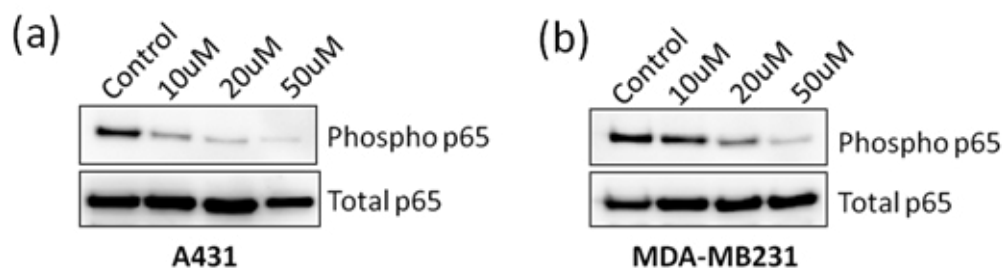 (a)
Control 10uM 20uM 50uM
Phospho p65
Total p65
A431
(b)
Control 10uM 20uM 50uM
Phospho p65
Total p65
MDA-MB231